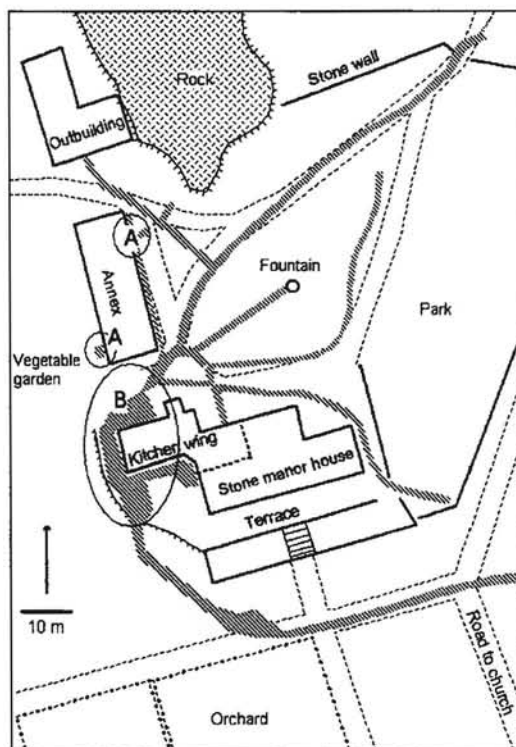 Rock
Stone wall
Outbuilding
A
Annex
Fountain
Park
A
Vegetable
garden
B
Kitchen wing
Stone manor house
Terrace
10 m
Road to
church
Orchard